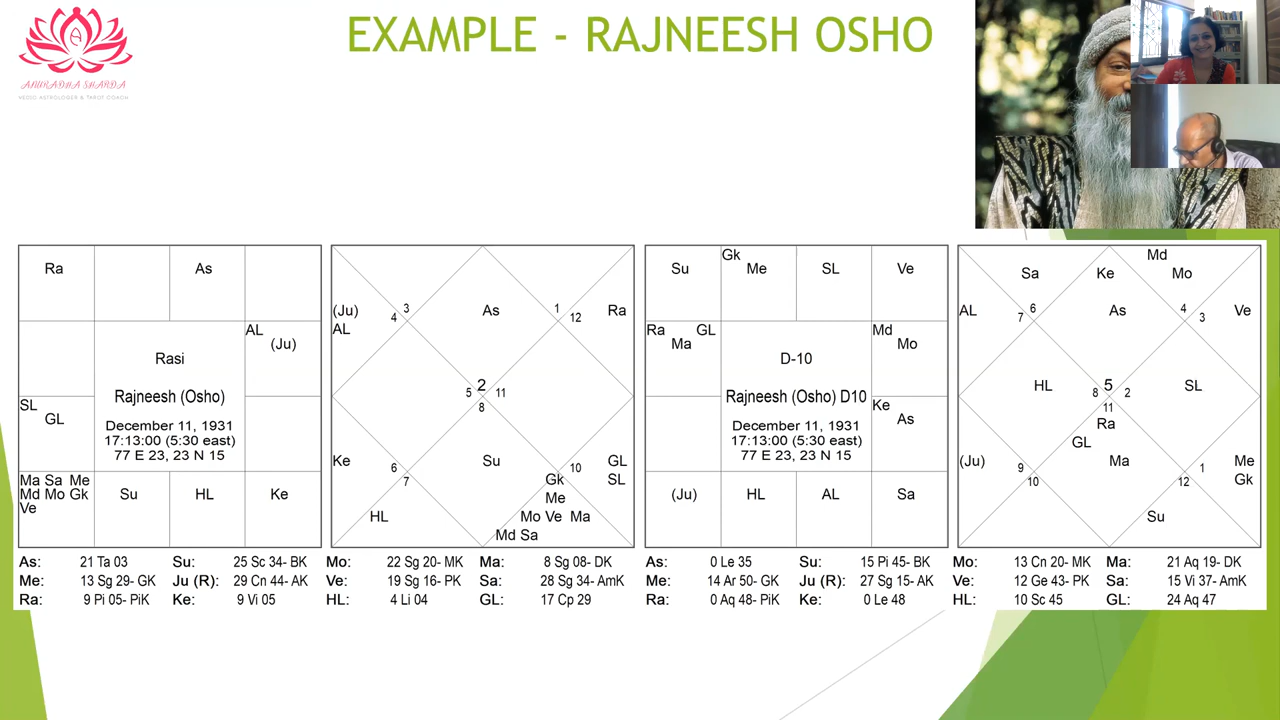 EXAMPLE - RAJNEESH OSHO
ANURADHA SHARDA
VEDIC ASTROLOGER & TAROT COACH
Ra As
AL
(Ju)
Rasi
Rajneesh (Osho)
December 11, 1931
17:13:00 (5:30 east)
77 E 23, 23 N 15
SL
GL
Ma Sa Me
Md Mo Gk
Ve
Su HL Ke
(Ju)
AL
3
4
As
1
12
Ra
2
5 11
8
Ke
6
7
HL
Su
10
GL
SL
Gk
Me
Mo Ve Ma
Md Sa
Su
Gk
Me
SL Ve
Ra GL
Ma
Md
Mo
D-10
Rajneesh (Osho) D10
December 11, 1931
17:13:00 (5:30 east)
77 E 23, 23 N 15
Ke
As
(Ju) HL AL Sa
Md
Sa Ke Mo
AL
6
7
As
4
3
Ve
HL
5
8 2
11
SL
Ra
GL
(Ju)
9
10
Ma
1
12
Me
Gk
Su
As: 21 Ta 03 Su: 25 Sc 34- BK Mo: 22 Sg 20- MK Ma: 8 Sg 08- DK
Me: 13 Sg 29- GK Ju (R): 29 Cn 44- AK Ve: 19 Sg 16- PK Sa: 28 Sg 34- AmK
Ra: 9 Pi 05- PiK Ke: 9 Vi 05 HL: 4 Li 04 GL: 17 Cp 29
As: 0 Le 35 Su: 15 Pi 45- BK Mo: 13 Cn 20- MK Ma: 21 Aq 19- DK
Me: 14 Ar 50- GK Ju (R): 27 Sg 15- AK Ve: 12 Ge 43- PK Sa: 15 Vi 37- AmK
Ra: 0 Aq 48- PiK Ke: 0 Le 48 HL: 10 Sc 45 GL: 24 Aq 47